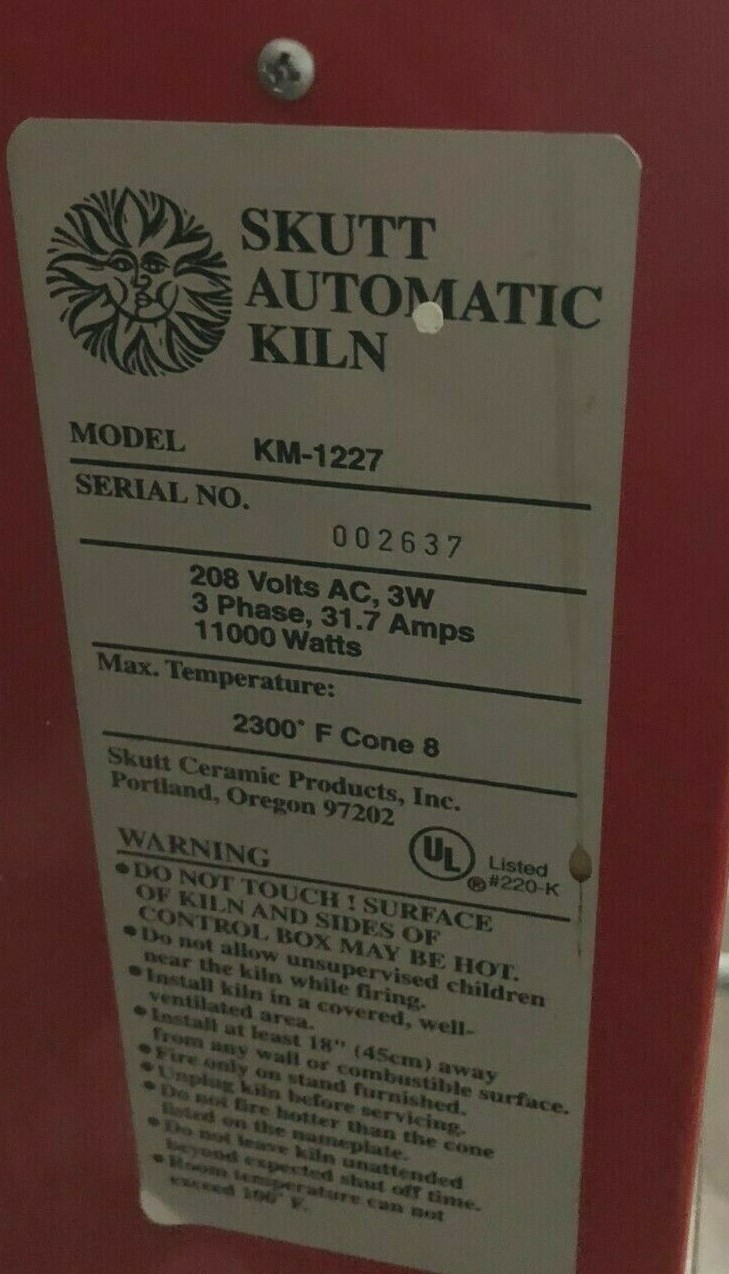 SKUTT
AUTOMATIC
KILN
MODEL KM-1227
SERIAL NO.
002637
208 Volts AC, 3W
3 Phase, 31.7 Amps
11000 Watts
Max. Temperature:
2300° F Cone 8
Skutt Ceramic Products, Inc.
Portland, Oregon 97202
UL ® Listed
#220-K
WARNING
•DO NOT TOUCH ! SURFACE
OF KILN AND SIDES OF
CONTROL BOX MAY BE HOT.
•Do not allow unsupervised children
near the kiln while firing.
•Install kiln in a covered, well-
ventilated area.
•Install at least 18" (45cm) away
from any wall or combustible surface.
•Fire only on stand furnished.
•Unplug kiln before servicing.
•Do not fire hotter than the cone
listed on the nameplate.
•Do not leave kiln unattended
beyond expected shut off time.
•Room temperature can not
exceed 100° F.